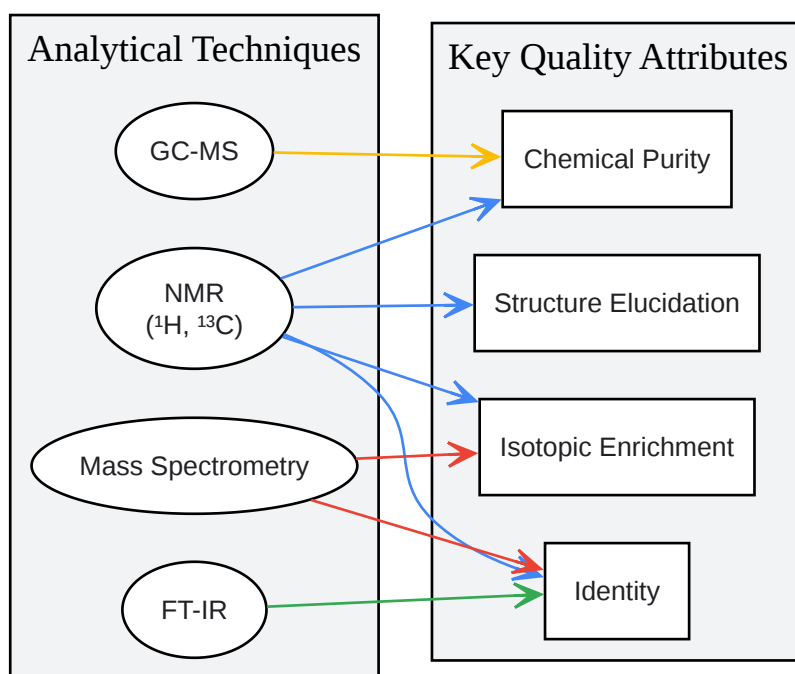 Analytical Techniques
GC-MS
NMR
(¹H, ¹³C)
Mass Spectrometry
FT-IR
Key Quality Attributes
Chemical Purity
Structure Elucidation
Isotopic Enrichment
Identity